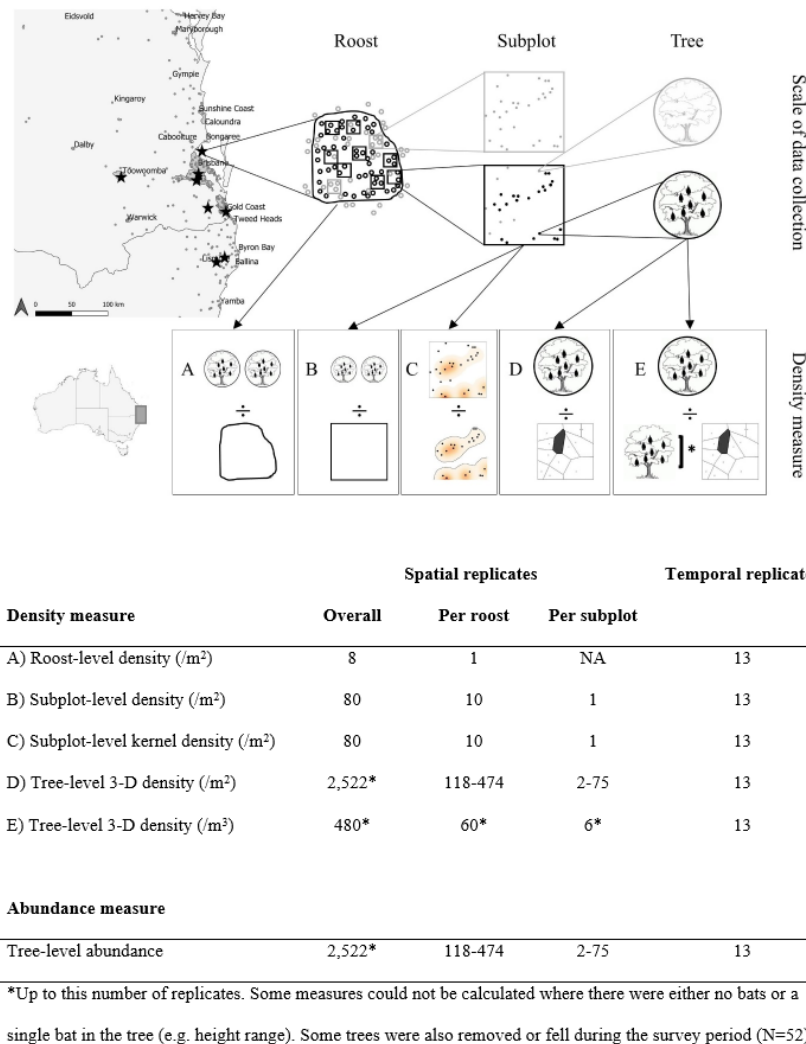 Roost Subplot Tree
Scale of data collection
Eidsvold
Hervey Bay
Maryborough
Gympie
Kingaroy
Sunshine Coast
Caloundra
Caboolture Bongaree
Dalby
Brisbane
Toowoomba
Gold Coast
Warwick
Tweed Heads
Byron Bay
Ballina
Yamba
0 50 100 km
Density measure
A B C D E
÷ ÷ ÷ ÷ ÷
*
Spatial replicates Temporal replicat
Density measure Overall Per roost Per subplot
A) Roost-level density (/m²) 8 1 NA 13
B) Subplot-level density (/m²) 80 10 1 13
C) Subplot-level kernel density (/m²) 80 10 1 13
D) Tree-level 3-D density (/m²) 2,522* 118-474 2-75 13
E) Tree-level 3-D density (/m³) 480* 60* 6* 13
Abundance measure
Tree-level abundance 2,522* 118-474 2-75 13
*Up to this number of replicates. Some measures could not be calculated where there were either no bats or a
single bat in the tree (e.g. height range). Some trees were also removed or fell during the survey period (N=52)